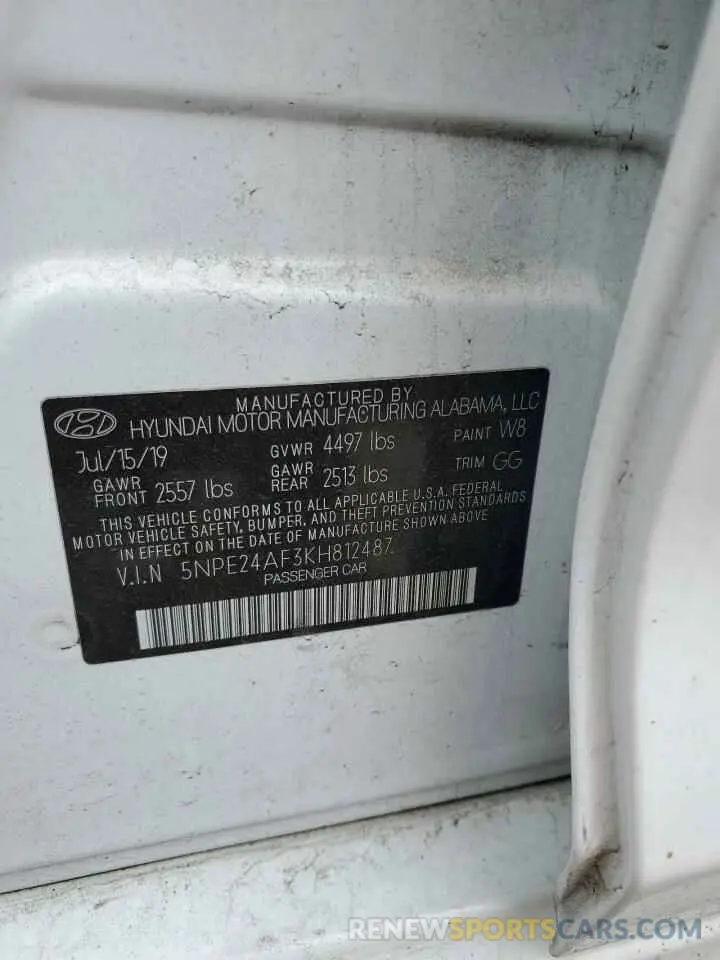 MANUFACTURED BY
HYUNDAI MOTOR MANUFACTURING ALABAMA, LLC
Jul/15/19 GVWR 4497 lbs PAINT W8
GAWR FRONT 2557 lbs GAWR REAR 2513 lbs TRIM GG
THIS VEHICLE CONFORMS TO ALL APPLICABLE U.S.A. FEDERAL
MOTOR VEHICLE SAFETY, BUMPER, AND THEFT PREVENTION STANDARDS
IN EFFECT ON THE DATE OF MANUFACTURE SHOWN ABOVE
V.I.N 5NPE24AF3KH812487
PASSENGER CAR
RENEWSPORTSCARS.COM